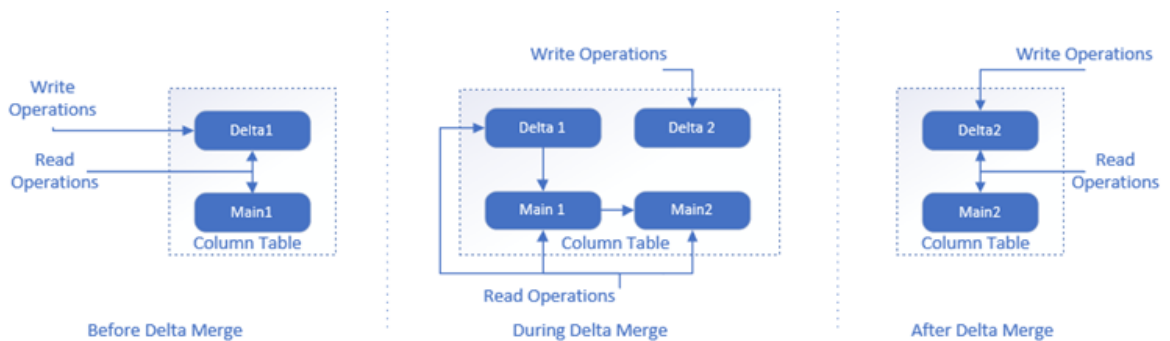 Write
Operations
Delta1
Read
Operations
Main1
Column Table
Before Delta Merge
Write Operations
Delta 1
Delta 2
Main 1
Main2
Column Table
Read Operations
During Delta Merge
Write Operations
Delta2
Read
Operations
Main2
Column Table
After Delta Merge